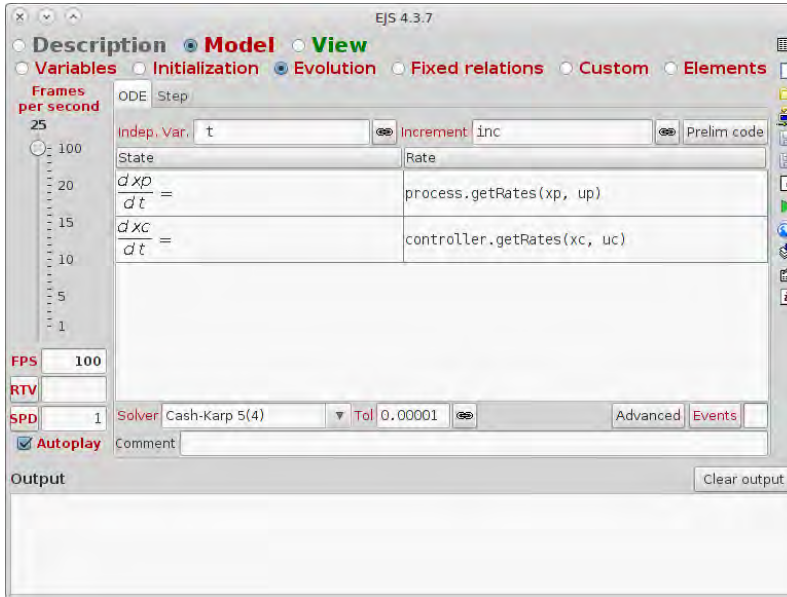 EJS 4.3.7
Description Model View
Variables Initialization Evolution Fixed relations Custom Elements
Frames
per second
25
100
20
15
10
5
1
FPS 100
RTV
SPD 1
Autoplay
ODE Step
Indep. Var. t Increment inc Prelim code
State Rate
d xp
d t = process.getRates(xp, up)
d xc
d t = controller.getRates(xc, uc)
Solver Cash-Karp 5(4) Tol 0.00001 Advanced Events
Comment
Output Clear output